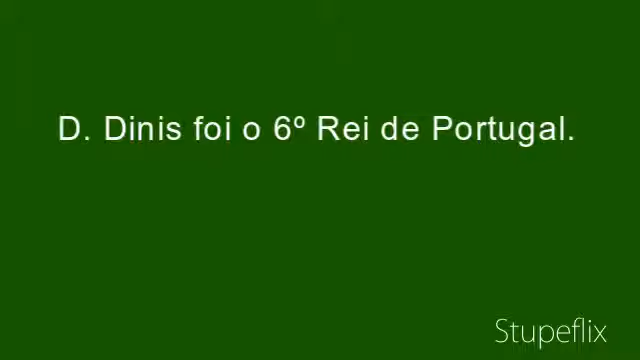 D. Dinis foi o 6º Rei de Portugal.
Stupeflix